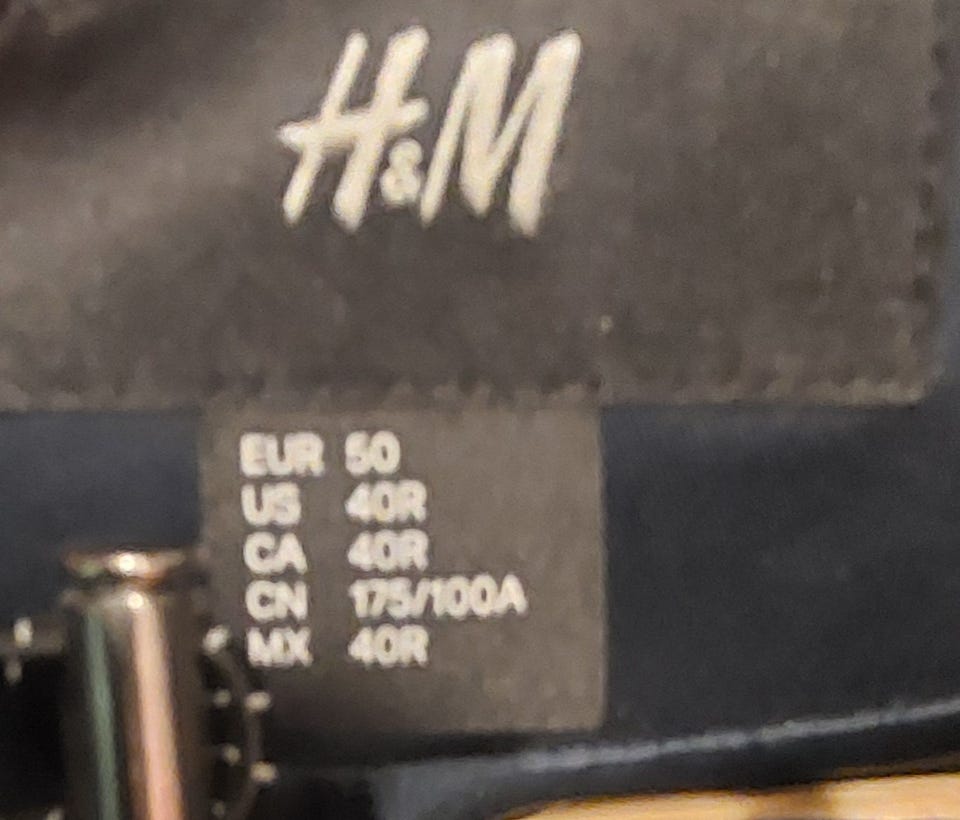 H&M
EUR 50
US 40R
CA 40R
CN 175/100A
MX 40R